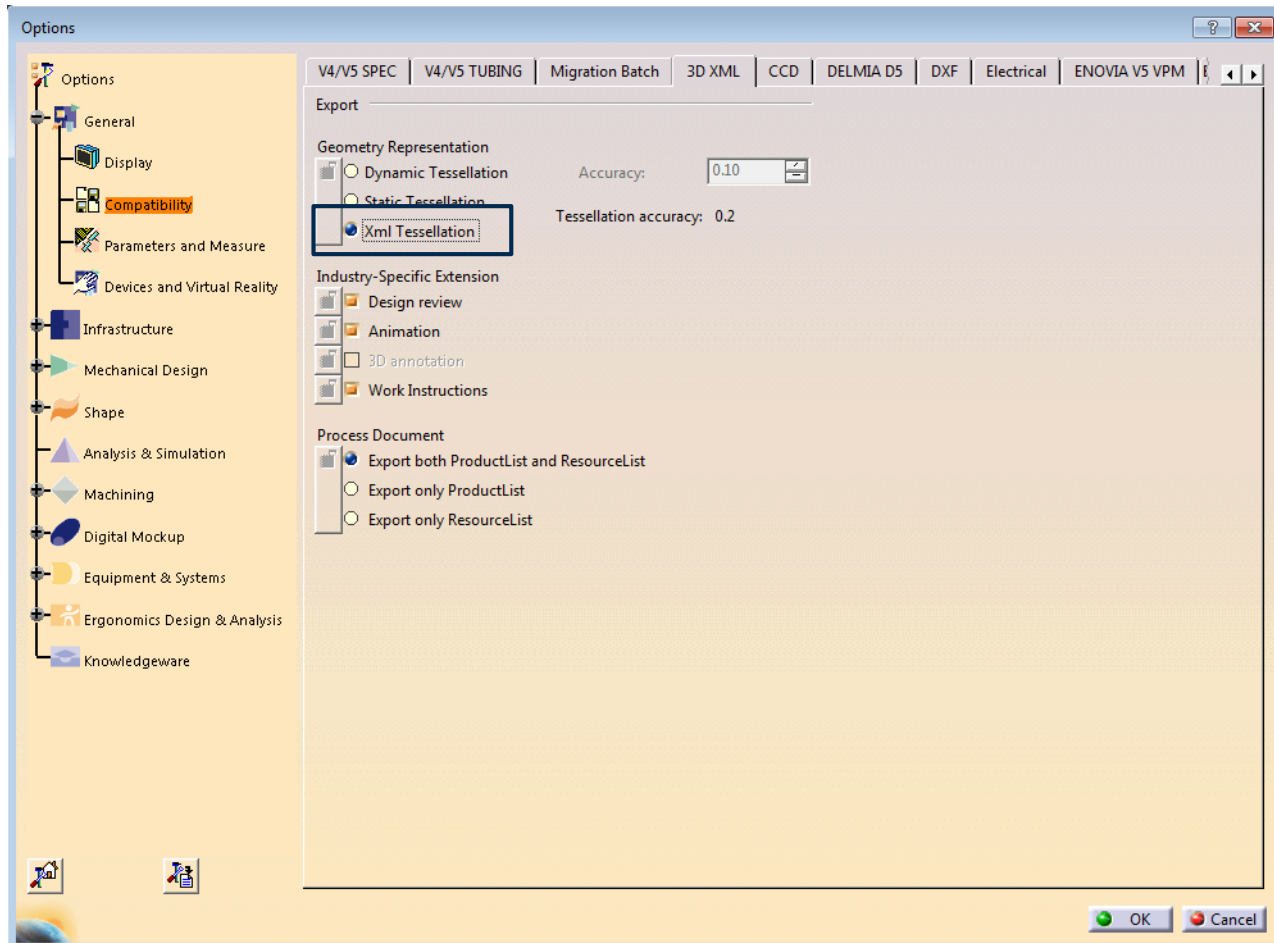 Options
Options
General
Display
Compatibility
Parameters and Measure
Devices and Virtual Reality
Infrastructure
Mechanical Design
Shape
Analysis & Simulation
Machining
Digital Mockup
Equipment & Systems
Ergonomics Design & Analysis
Knowledgeware
V4/V5 SPEC V4/V5 TUBING Migration Batch 3D XML CCD DELMIA D5 DXF Electrical ENOVIA V5 VPM
Export
Geometry Representation
Dynamic Tessellation Accuracy: 0.10
Static Tessellation
Tessellation accuracy: 0.2
Xml Tessellation
Industry-Specific Extension
Design review
Animation
3D annotation
Work Instructions
Process Document
Export both ProductList and ResourceList
Export only ProductList
Export only ResourceList
OK Cancel